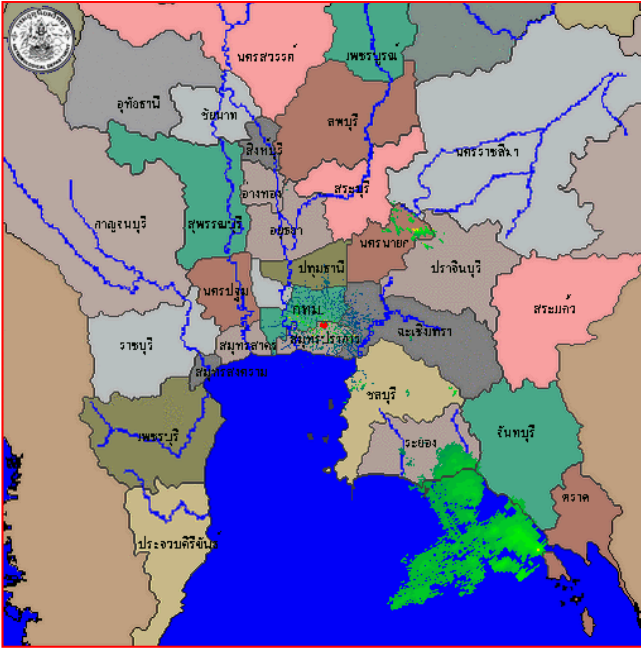 นครสวรรค์
เพชรบูรณ์
อุทัยธานี
ชัยนาท
ลพบุรี
สิงห์บุรี
นครราชสีมา
อ่างทอง
สระบุรี
กาญจนบุรี
สุพรรณบุรี
อยุธยา
นครนายก
ปทุมธานี
ปราจีนบุรี
นครปฐม
กทม.
สระแก้ว
ราชบุรี
สมุทรสาคร
สมุทรปราการ
ฉะเชิงเทรา
สมุทรสงคราม
ชลบุรี
เพชรบุรี
ระยอง
จันทบุรี
ตราด
ประจวบคีรีขันธ์